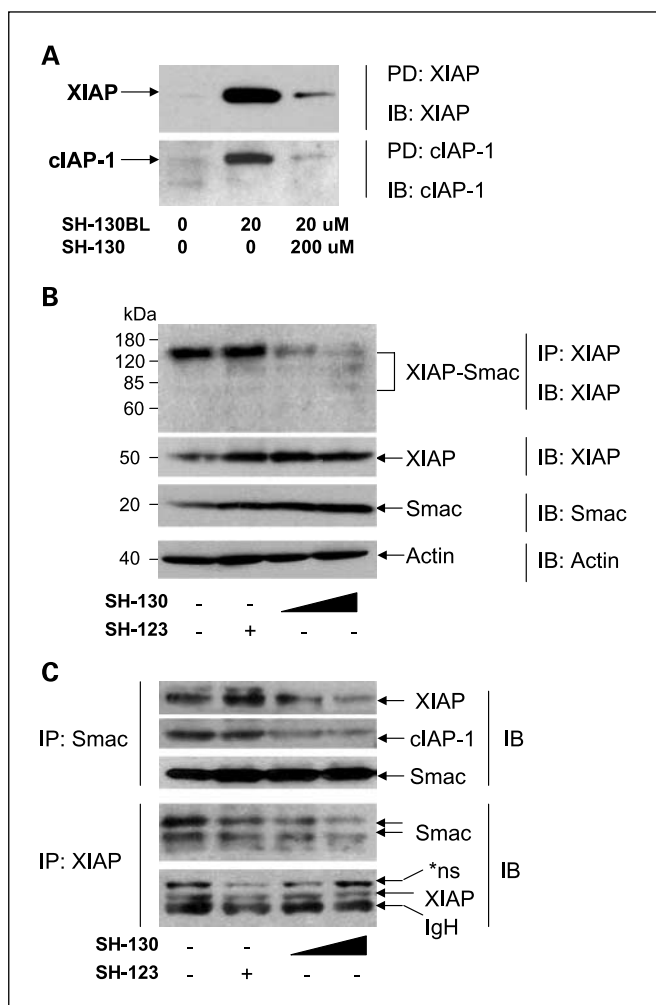 A
XIAP
PD: XIAP
IB: XIAP
cIAP-1
PD: cIAP-1
IB: cIAP-1
SH-130BL 0 20 20 uM
SH-130 0 0 200 uM
B
kDa
180
120
85
60
XIAP-Smac
IP: XIAP
IB: XIAP
50
XIAP
IB: XIAP
20
Smac
IB: Smac
40
Actin
IB: Actin
SH-130 - -
SH-123 - + - -
C
IP: Smac
XIAP
cIAP-1
Smac
IB
IP: XIAP
Smac
*ns
XIAP
IgH
IB
SH-130 - -
SH-123 - + - -